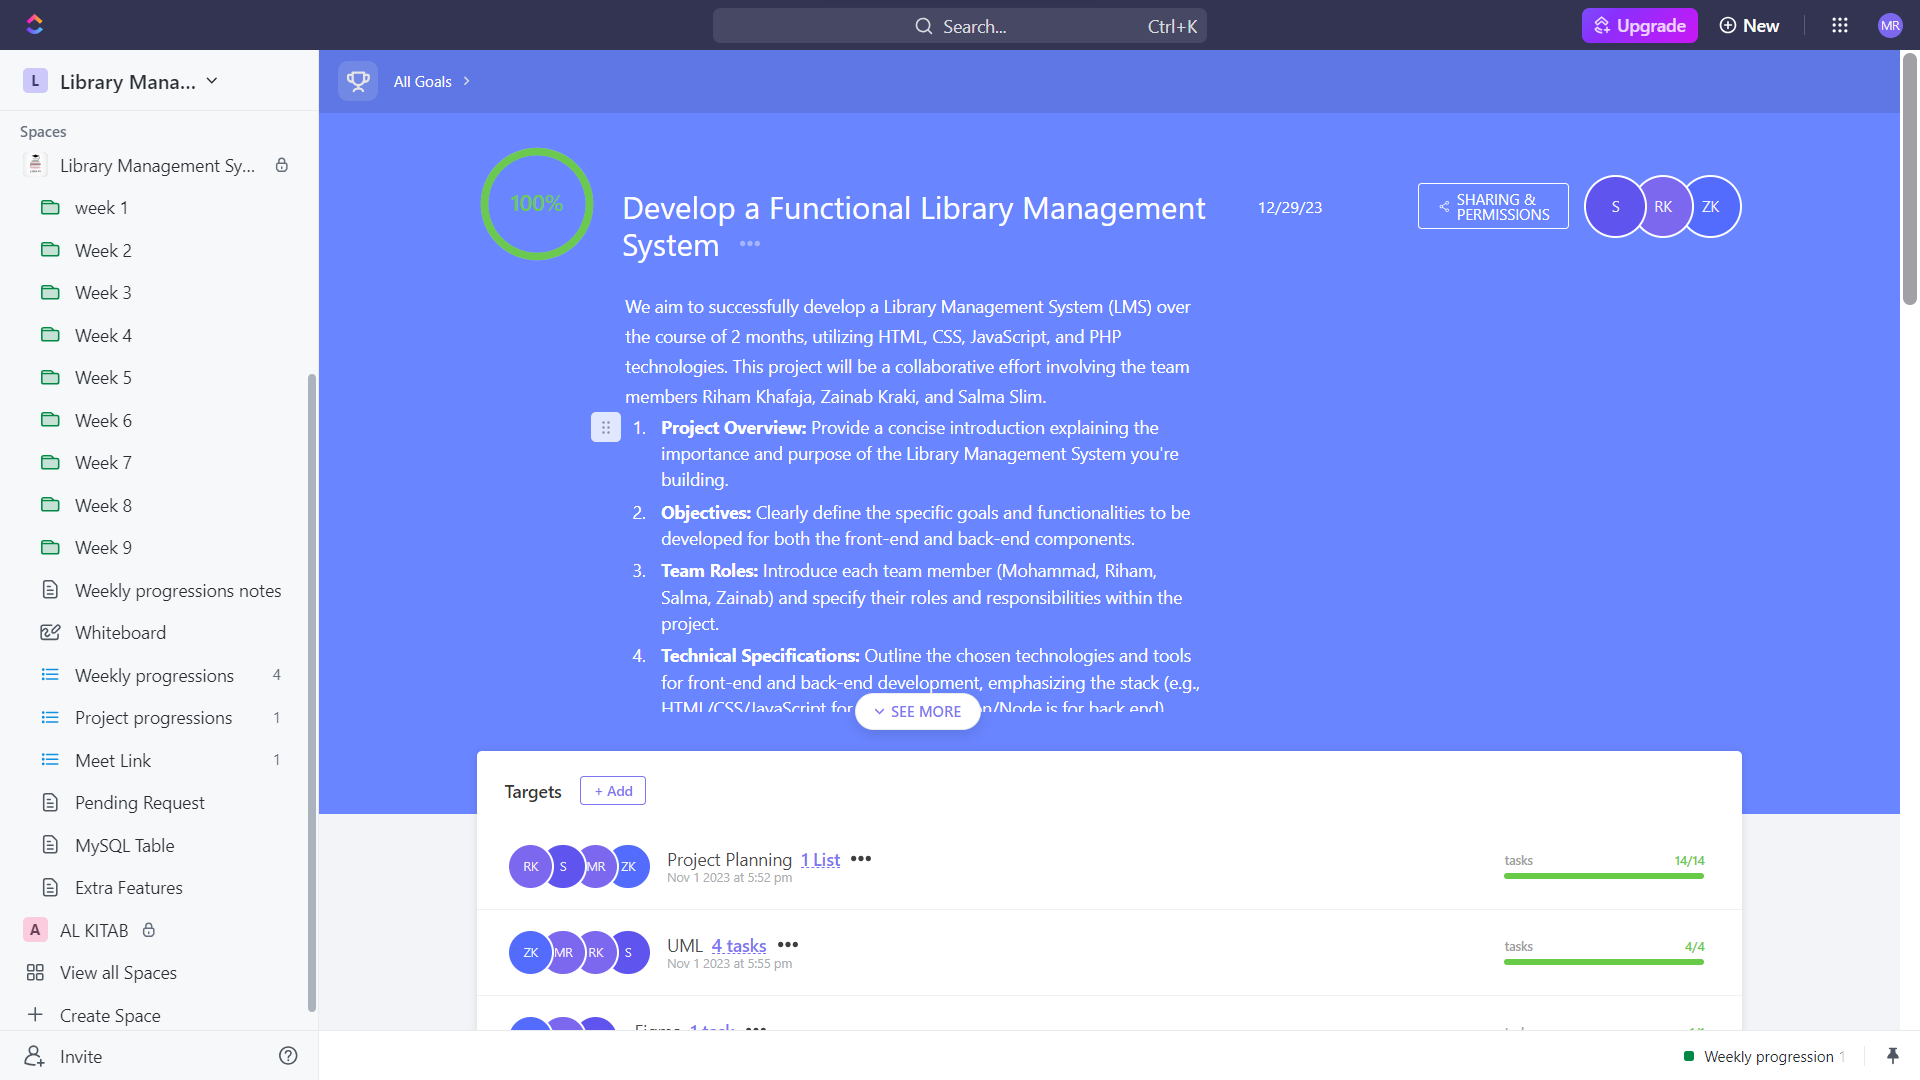 Search...
Ctrl+K
Upgrade
New
MR
L
Library Mana...
All Goals
Spaces
Library Management Sy...
week 1
Week 2
Week 3
Week 4
Week 5
Week 6
Week 7
Week 8
Week 9
Weekly progressions notes
Whiteboard
Weekly progressions 4
Project progressions 1
Meet Link 1
Pending Request
MySQL Table
Extra Features
A AL KITAB
View all Spaces
Create Space
Invite
100%
Develop a Functional Library Management
System
12/29/23
SHARING &
PERMISSIONS
S RK ZK
We aim to successfully develop a Library Management System (LMS) over
the course of 2 months, utilizing HTML, CSS, JavaScript, and PHP
technologies. This project will be a collaborative effort involving the team
members Riham Khafaja, Zainab Kraki, and Salma Slim.
1. Project Overview: Provide a concise introduction explaining the
importance and purpose of the Library Management System you're
building.
2. Objectives: Clearly define the specific goals and functionalities to be
developed for both the front-end and back-end components.
3. Team Roles: Introduce each team member (Mohammad, Riham,
Salma, Zainab) and specify their roles and responsibilities within the
project.
4. Technical Specifications: Outline the chosen technologies and tools
for front-end and back-end development, emphasizing the stack (e.g.,
HTML/CSS/JavaScript for
n/Node.js for back end)
SEE MORE
Targets
+ Add
RK S MR ZK
Project Planning 1 List
Nov 1 2023 at 5:52 pm
tasks 14/14
ZK MR RK S
UML 4 tasks
Nov 1 2023 at 5:55 pm
tasks 4/4
Figma 1 task
Weekly progression 1